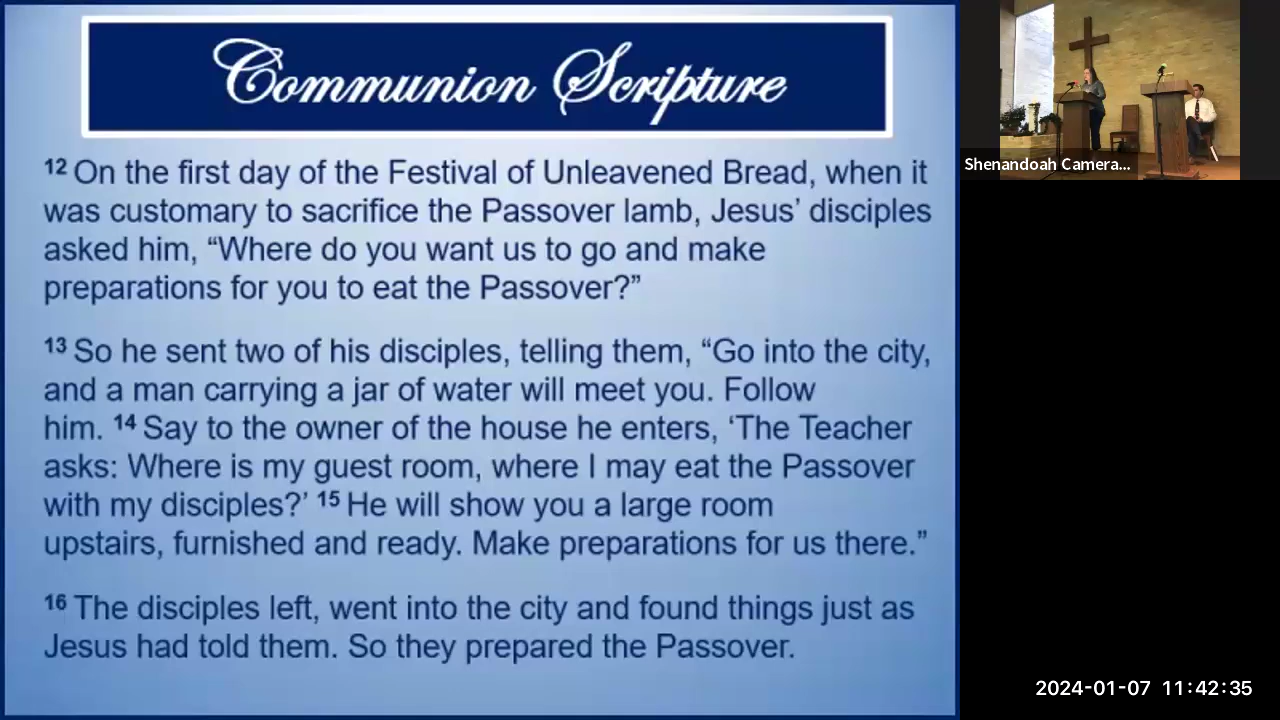 Communion Scripture
12 On the first day of the Festival of Unleavened Bread, when it
was customary to sacrifice the Passover lamb, Jesus’ disciples
asked him, “Where do you want us to go and make
preparations for you to eat the Passover?”
13 So he sent two of his disciples, telling them, “Go into the city,
and a man carrying a jar of water will meet you. Follow
him. 14 Say to the owner of the house he enters, ‘The Teacher
asks: Where is my guest room, where I may eat the Passover
with my disciples?’ 15 He will show you a large room
upstairs, furnished and ready. Make preparations for us there.”
16 The disciples left, went into the city and found things just as
Jesus had told them. So they prepared the Passover.
Shenandoah Camera...
2024-01-07 11:42:35